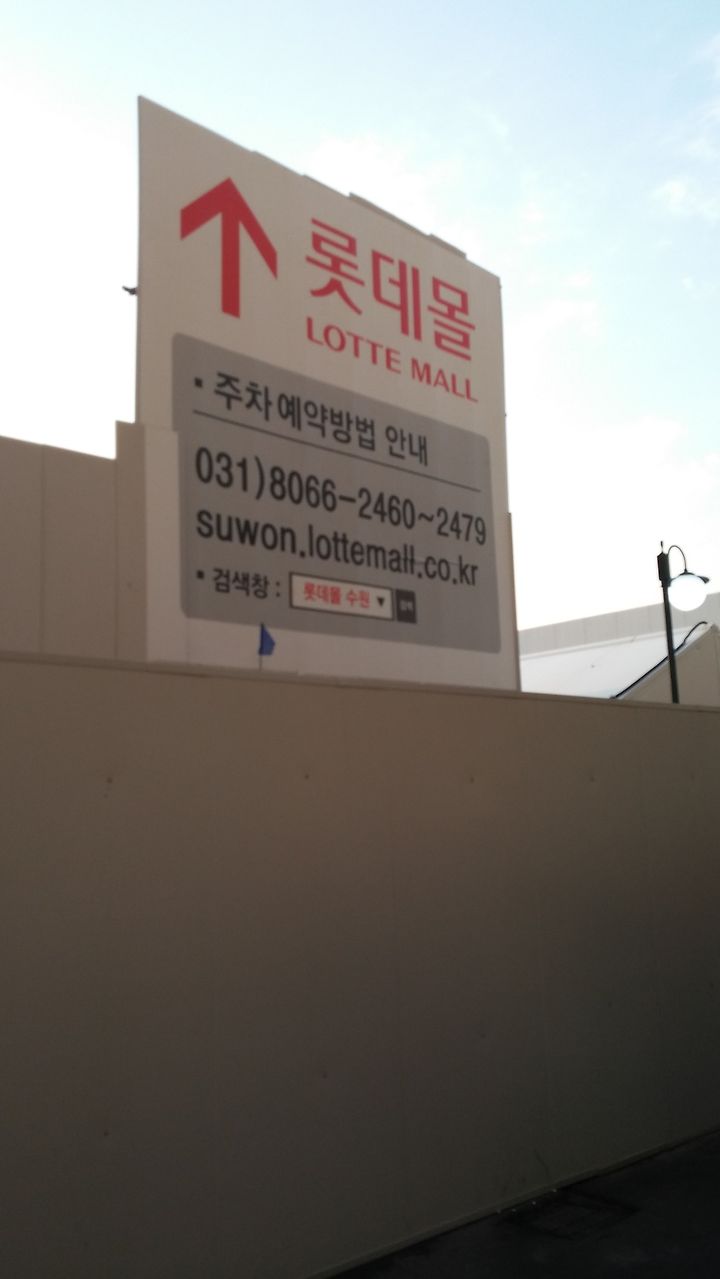 롯데몰
LOTTE MALL
▪ 주차예약방법 안내
031)8066-2460~2479
suwon.lottemall.co.kr
▪ 검색창 : 롯데몰 수원 ▼